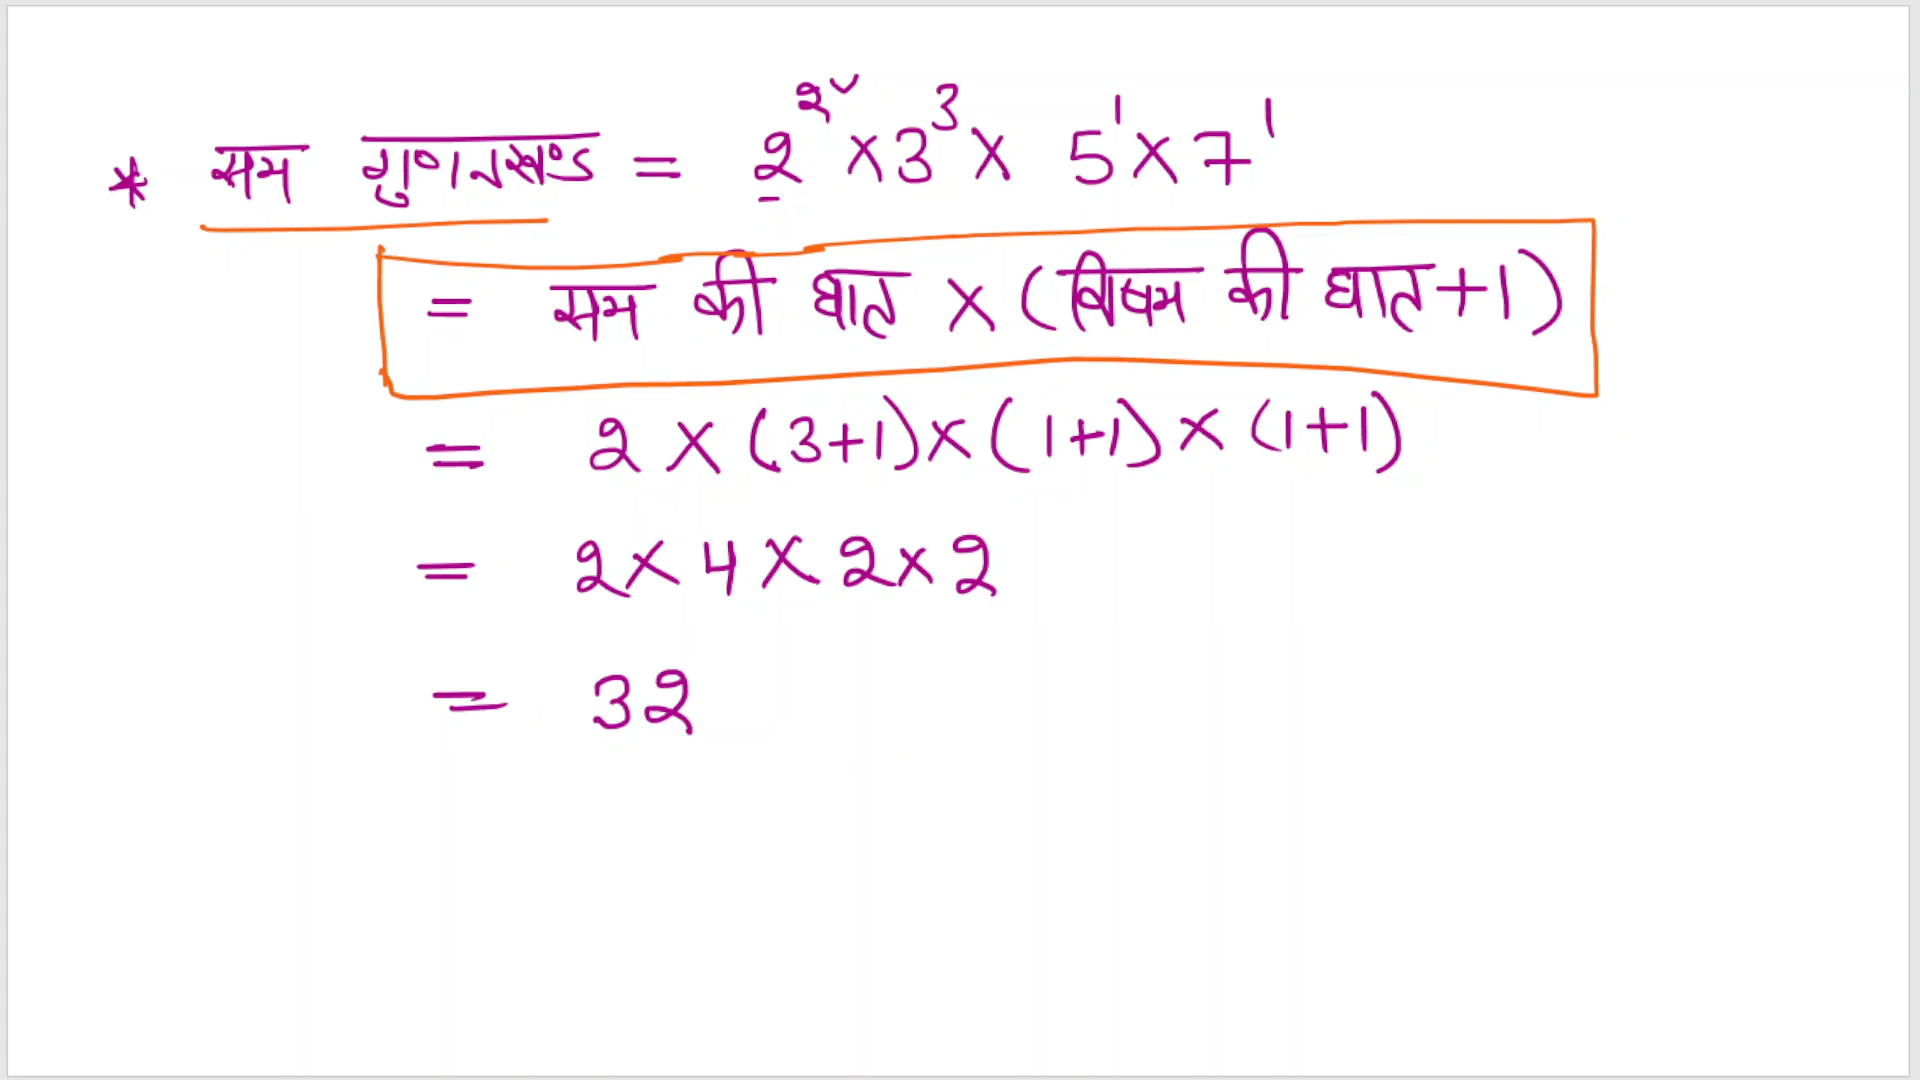 * सम गुणनखण्ड = 2² × 3³ × 5¹ × 7¹
= सम की घात × (विषम की घात + 1)
= 2 × (3+1) × (1+1) × (1+1)
= 2 × 4 × 2 × 2
= 32